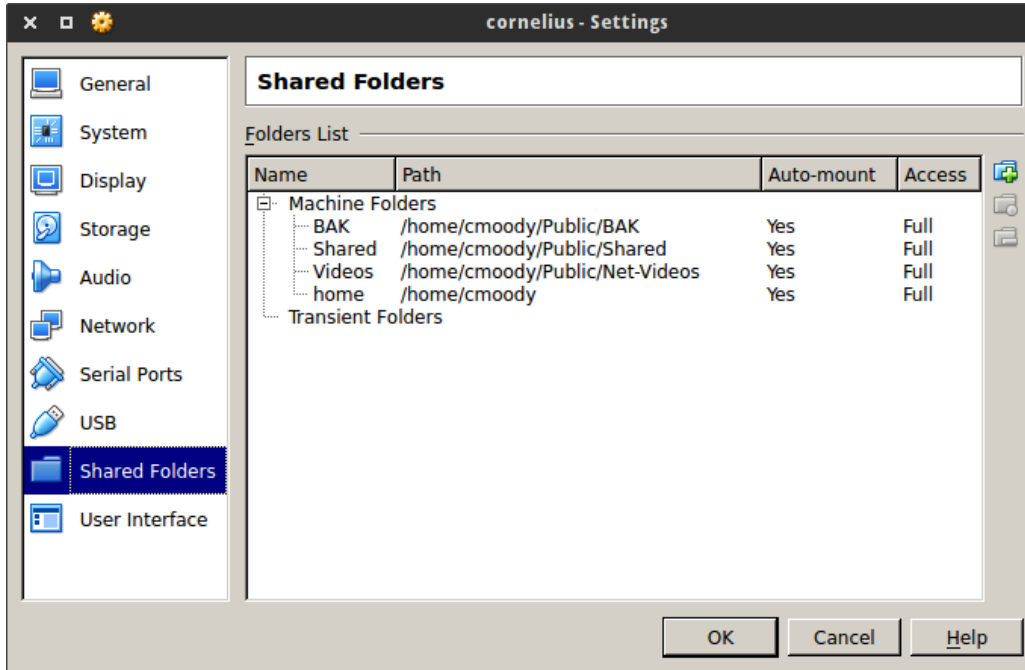 cornelius - Settings
General
System
Display
Storage
Audio
Network
Serial Ports
USB
Shared Folders
User Interface
Shared Folders
Folders List
Name Path Auto-mount Access
Machine Folders
BAK /home/cmoody/Public/BAK Yes Full
Shared /home/cmoody/Public/Shared Yes Full
Videos /home/cmoody/Public/Net-Videos Yes Full
home /home/cmoody Yes Full
Transient Folders
OK Cancel Help